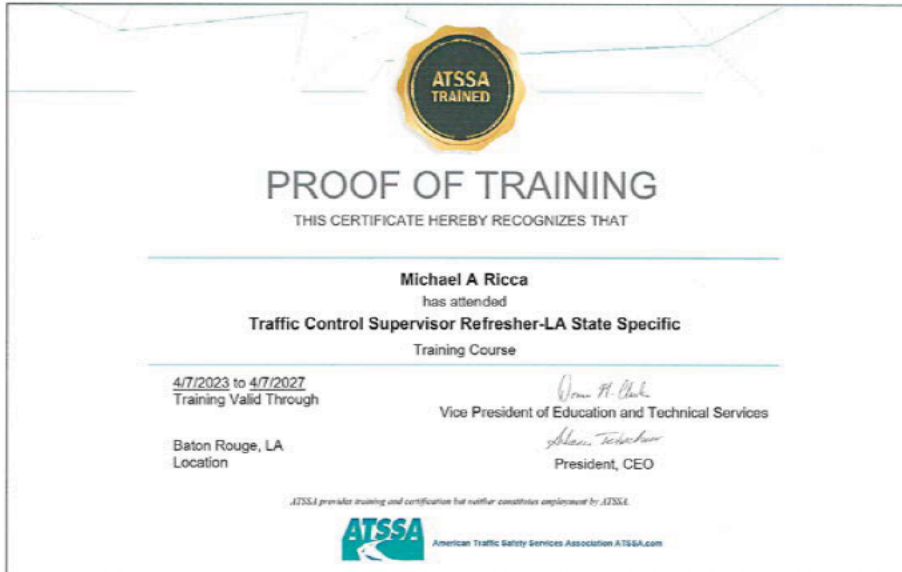 ATSSA
TRAINED
PROOF OF TRAINING
THIS CERTIFICATE HEREBY RECOGNIZES THAT
Michael A Ricca
has attended
Traffic Control Supervisor Refresher-LA State Specific
Training Course
4/7/2023 to 4/7/2027
Training Valid Through
Vice President of Education and Technical Services
Baton Rouge, LA
Location
President, CEO
ATSSA provides training and certification but neither constitutes employment by ATSSA.
ATSSA
American Traffic Safety Services Association ATSSA.com